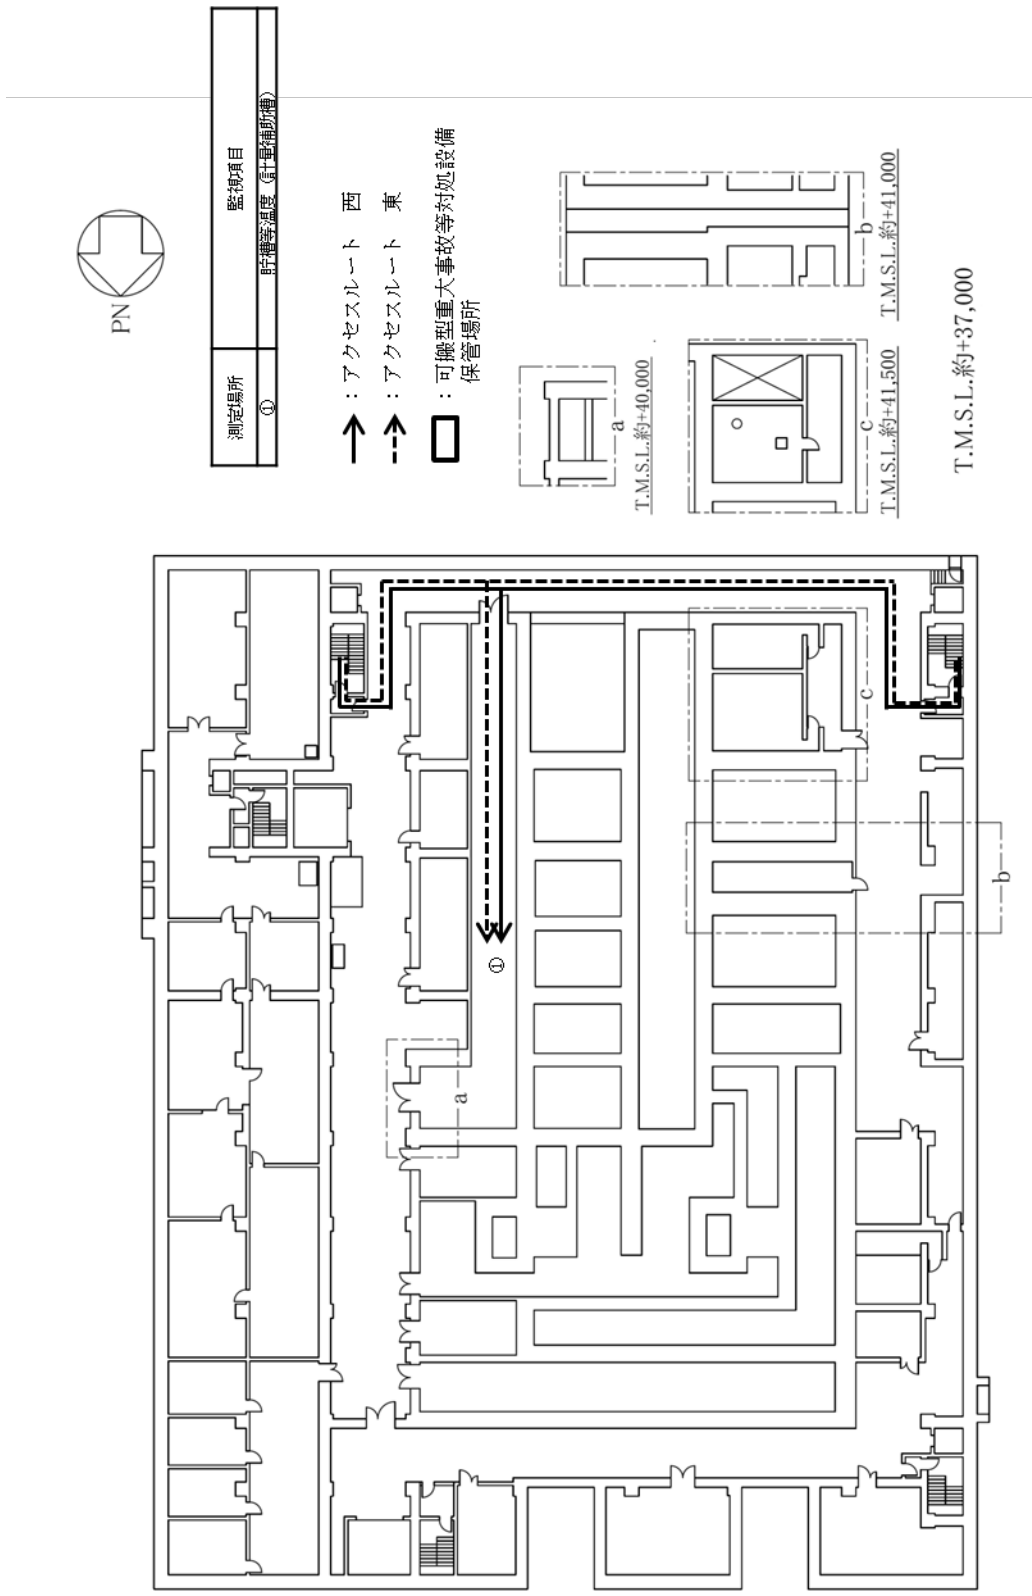 測定場所 監視項目
① 貯槽等温度（計量補助槽）
PN
：アクセスルート 西
：アクセスルート 東
：可搬型重大事故等対処設備
保管場所
a
T.M.S.L.約+40,000
b
T.M.S.L.約+41,000
c
T.M.S.L.約+41,500
T.M.S.L.約+37,000
①
a
b
c